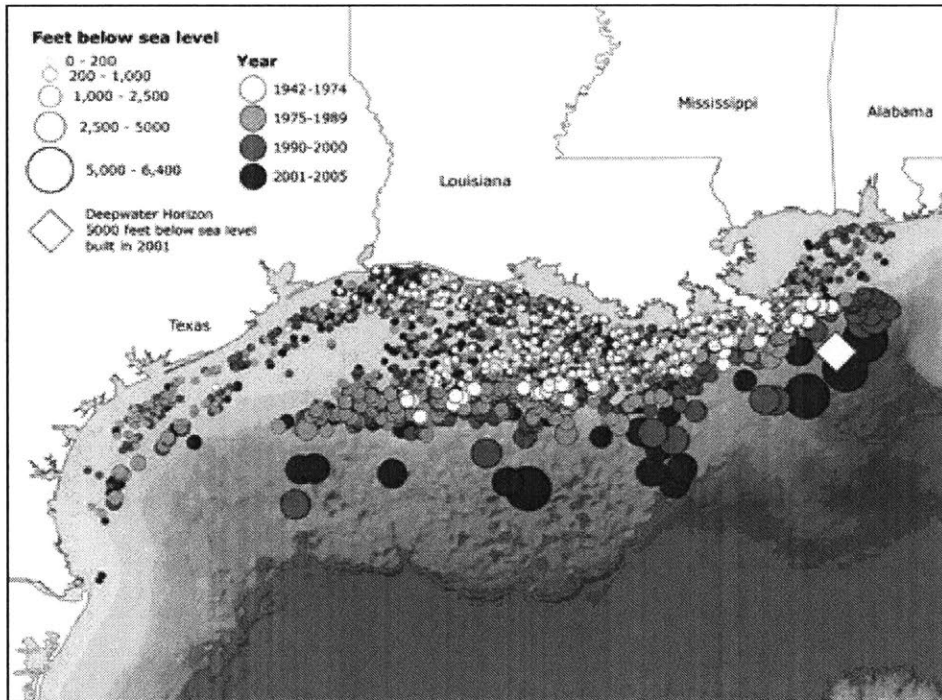 Feet below sea level
0 - 200
200 - 1,000
1,000 - 2,500
2,500 - 5000
5,000 - 6,400
Deepwater Horizon
5000 feet below sea level
built in 2001
Year
1942-1974
1975-1989
1990-2000
2001-2005
Mississippi
Alabama
Louisiana
Texas